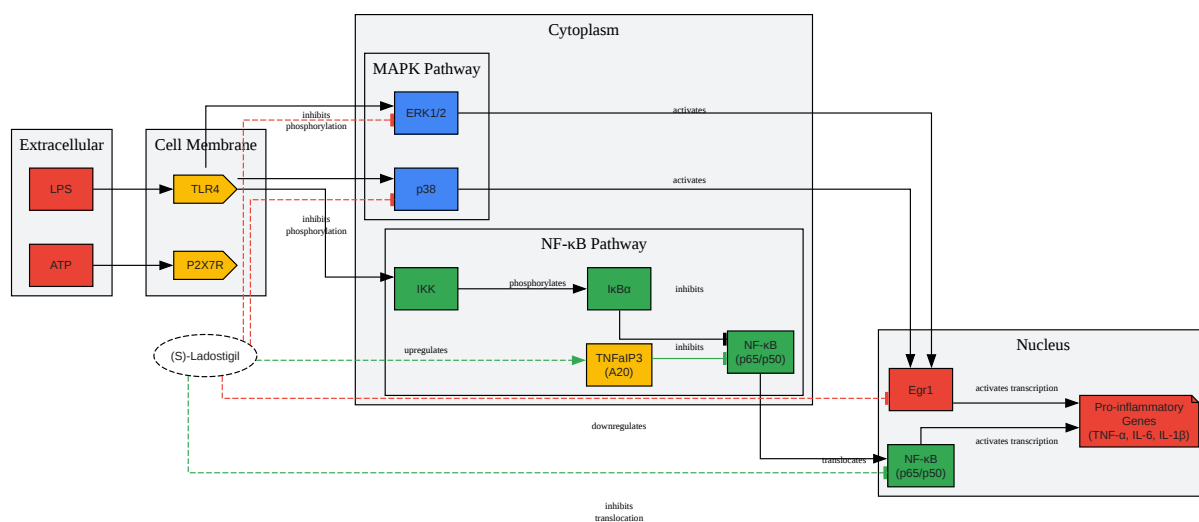 Cytoplasm
MAPK Pathway
ERK1/2
inhibits
phosphorylation
activates
Extracellular
Cell Membrane
LPS
TLR4
p38
activates
inhibits
phosphorylation
ATP
P2X7R
NF-κB Pathway
IKK
phosphorylates
IκBα
inhibits
(S)-Ladostigil
upregulates
TNFaIP3
(A20)
inhibits
NF-κB
(p65/p50)
Nucleus
Egr1
activates transcription
Pro-inflammatory
Genes
(TNF-α, IL-6, IL-1β)
downregulates
activates transcription
translocates
NF-κB
(p65/p50)
inhibits
translocation